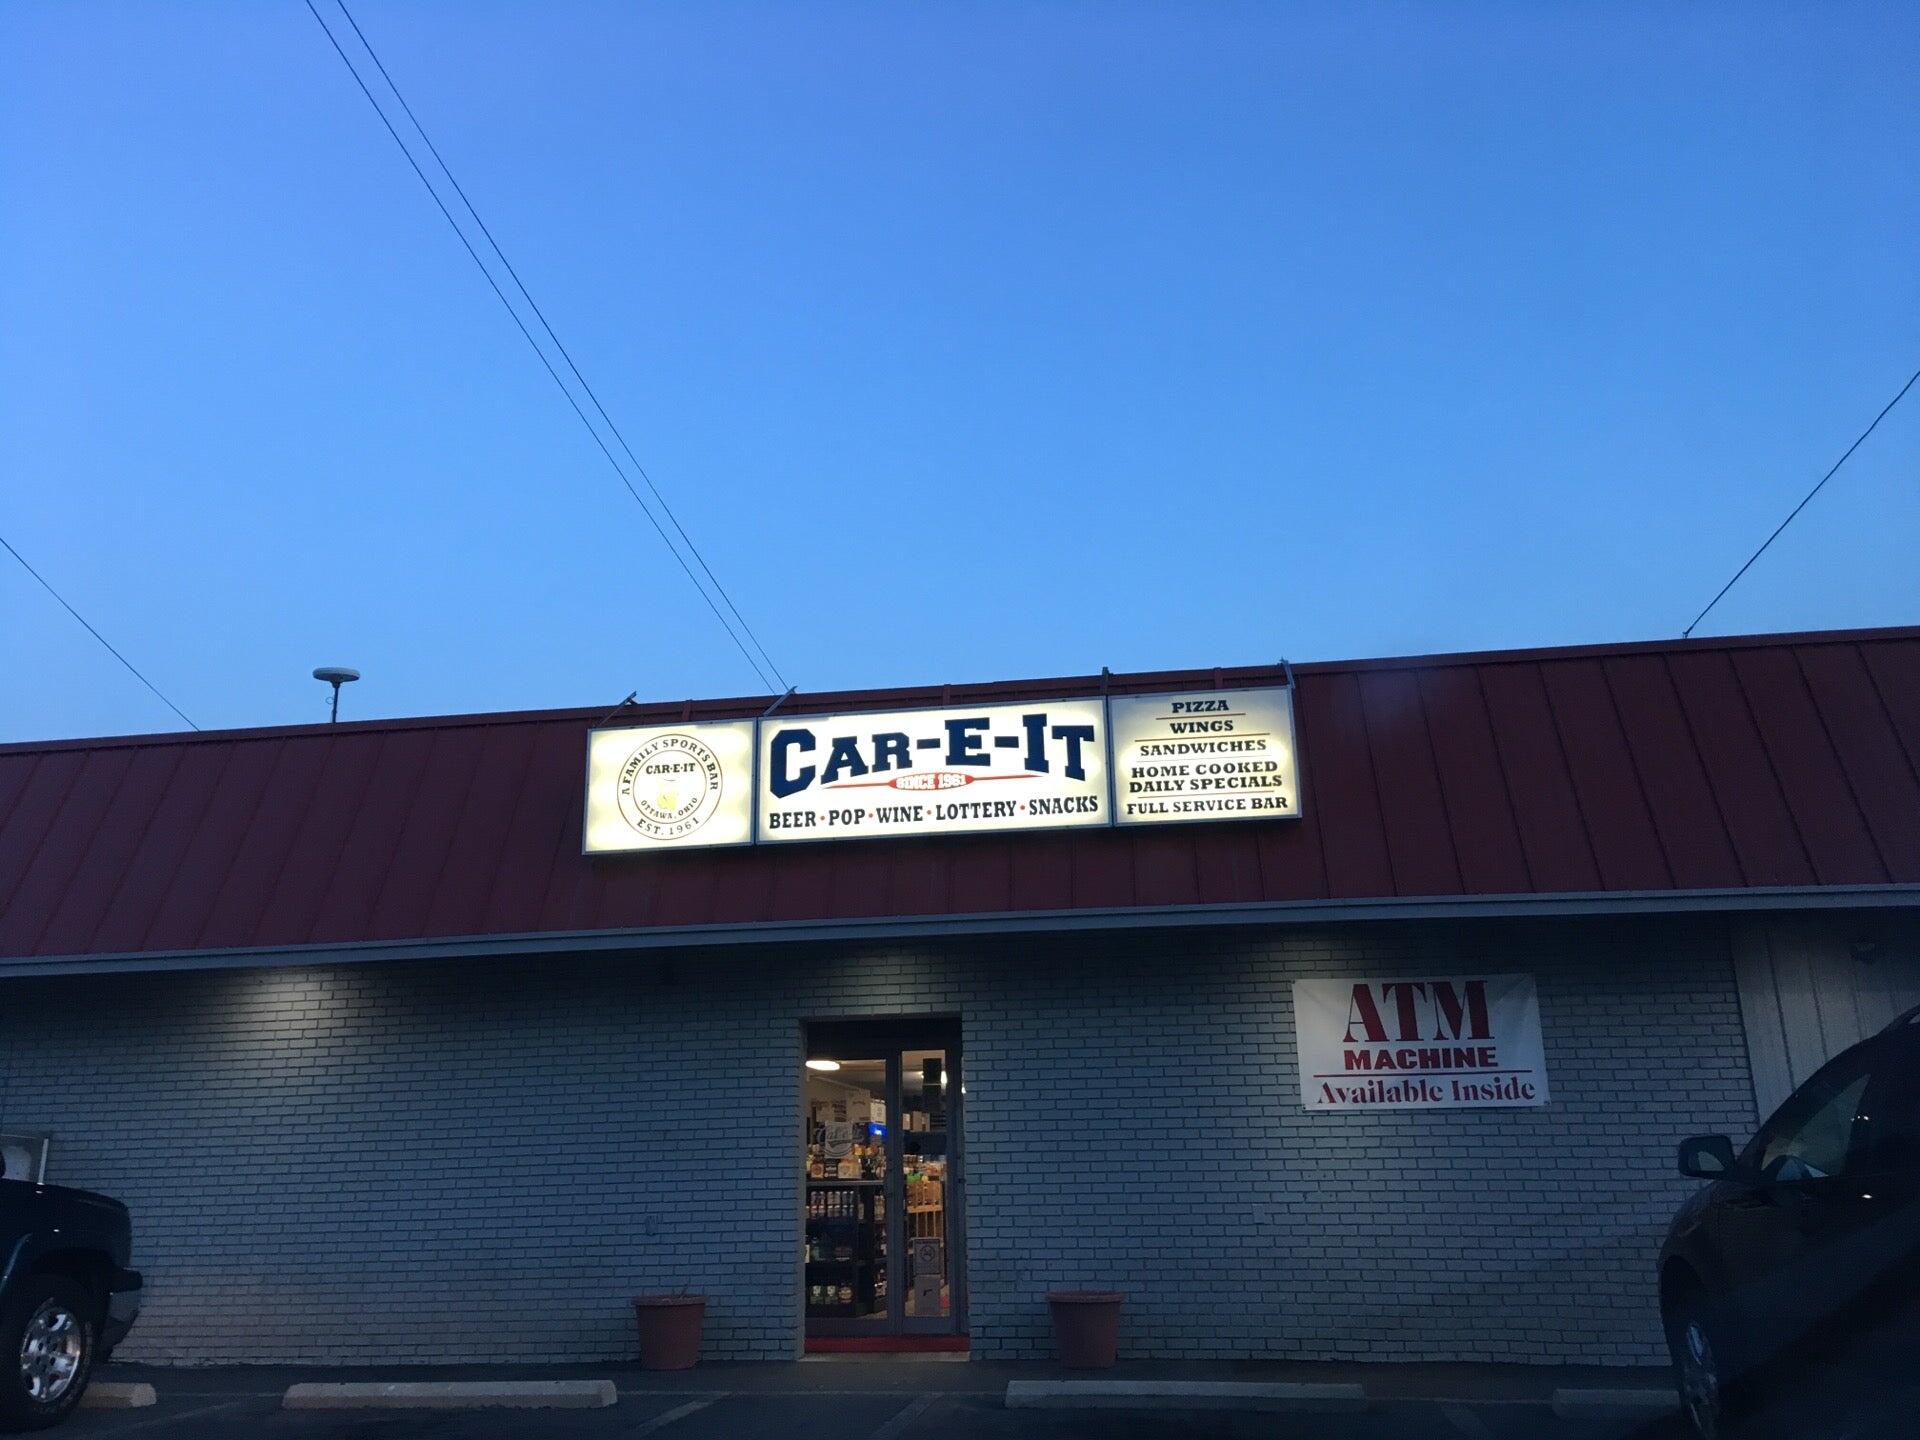 A FAMILY SPORTS BAR
CAR-E-IT
OTTAWA, OHIO
EST. 1961
CAR-E-IT
SINCE 1961
BEER • POP • WINE • LOTTERY • SNACKS
PIZZA
WINGS
SANDWICHES
HOME COOKED
DAILY SPECIALS
FULL SERVICE BAR
ATM
MACHINE
Available Inside